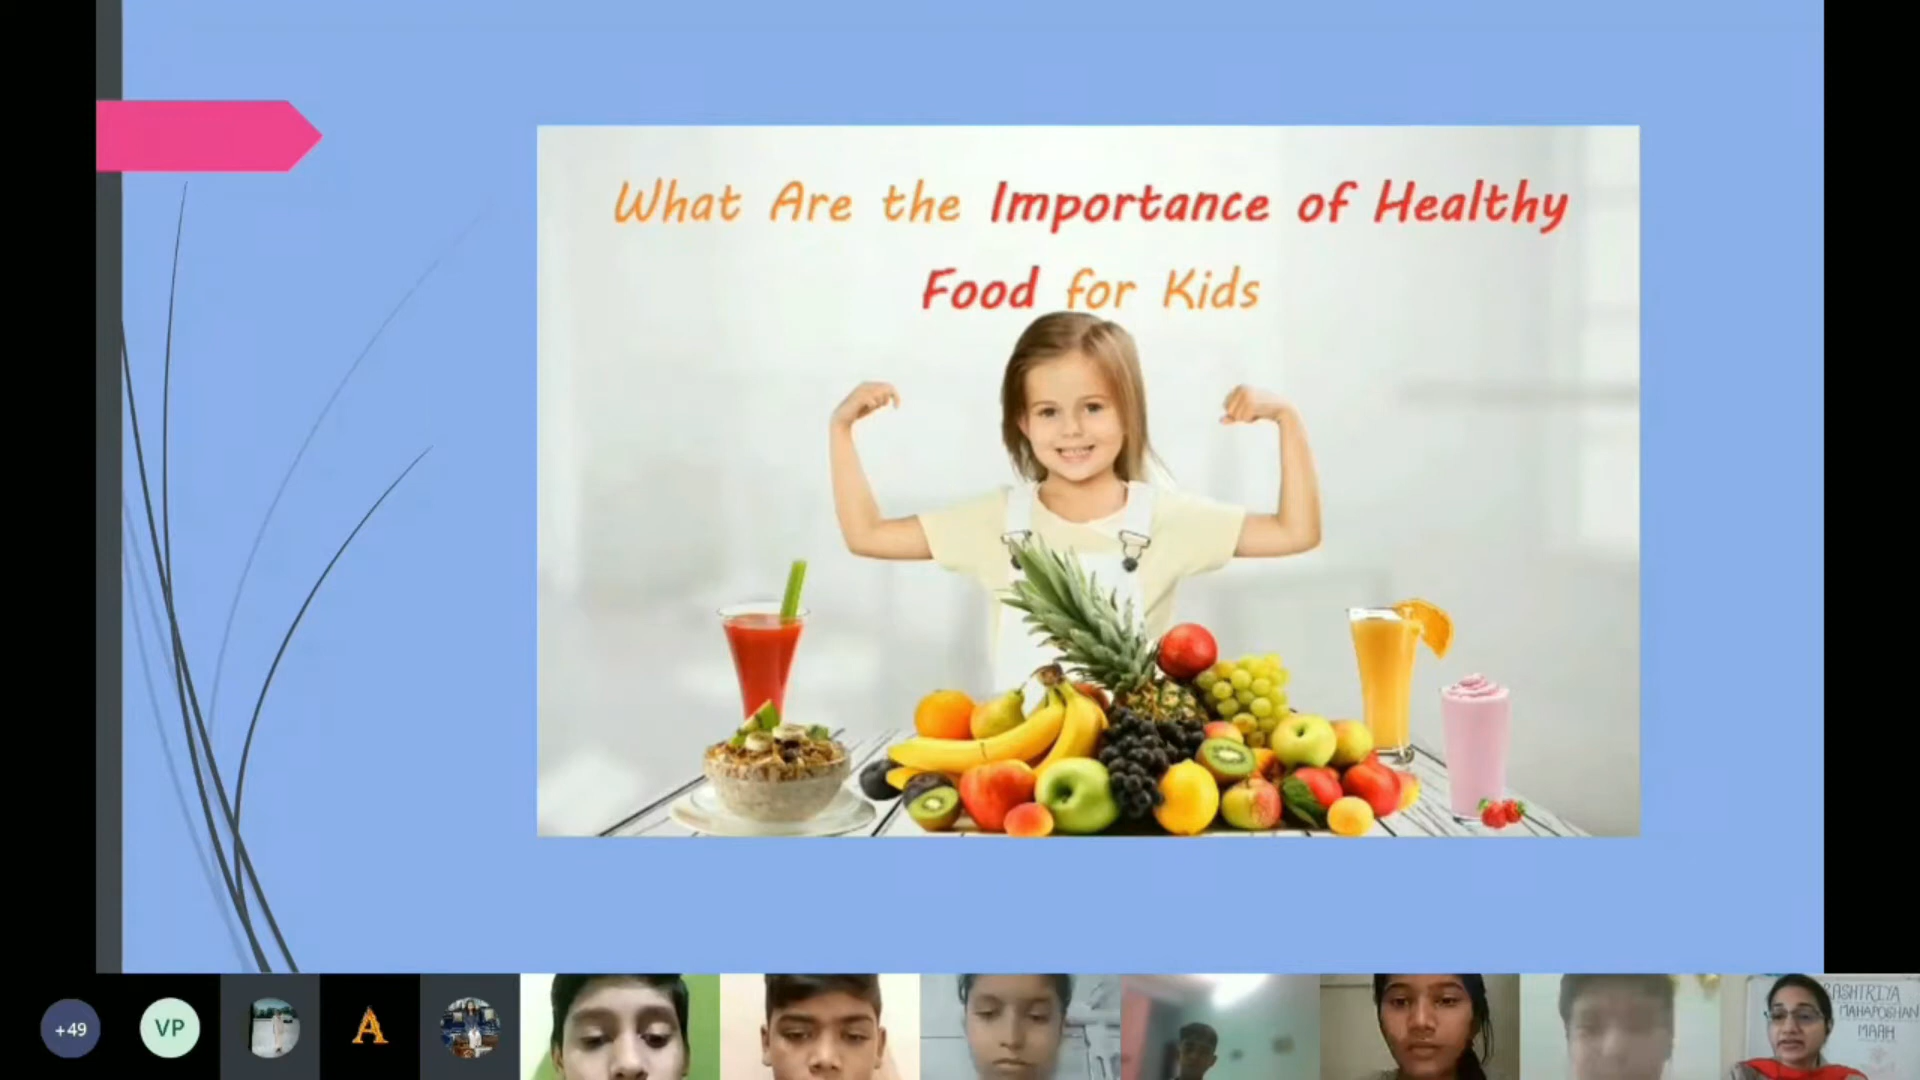 What Are the Importance of Healthy
Food for Kids
+49
VP
A
RASHTRIYA
MAHAPOSHAN
MAAH